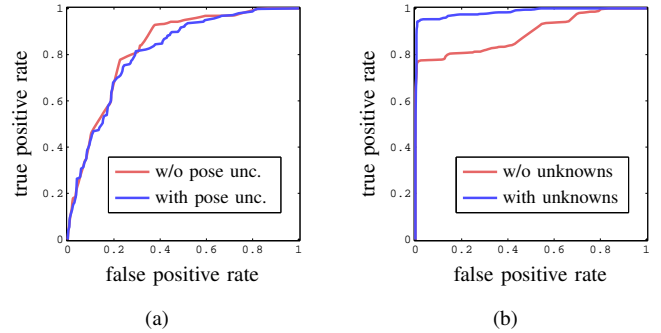 1
0.8
0.6
0.4
0.2
0
0
0.2
0.4
0.6
0.8
1
true positive rate
false positive rate
w/o pose unc.
with pose unc.
(a)
1
0.8
0.6
0.4
0.2
0
0
0.2
0.4
0.6
0.8
1
true positive rate
false positive rate
w/o unknowns
with unknowns
(b)